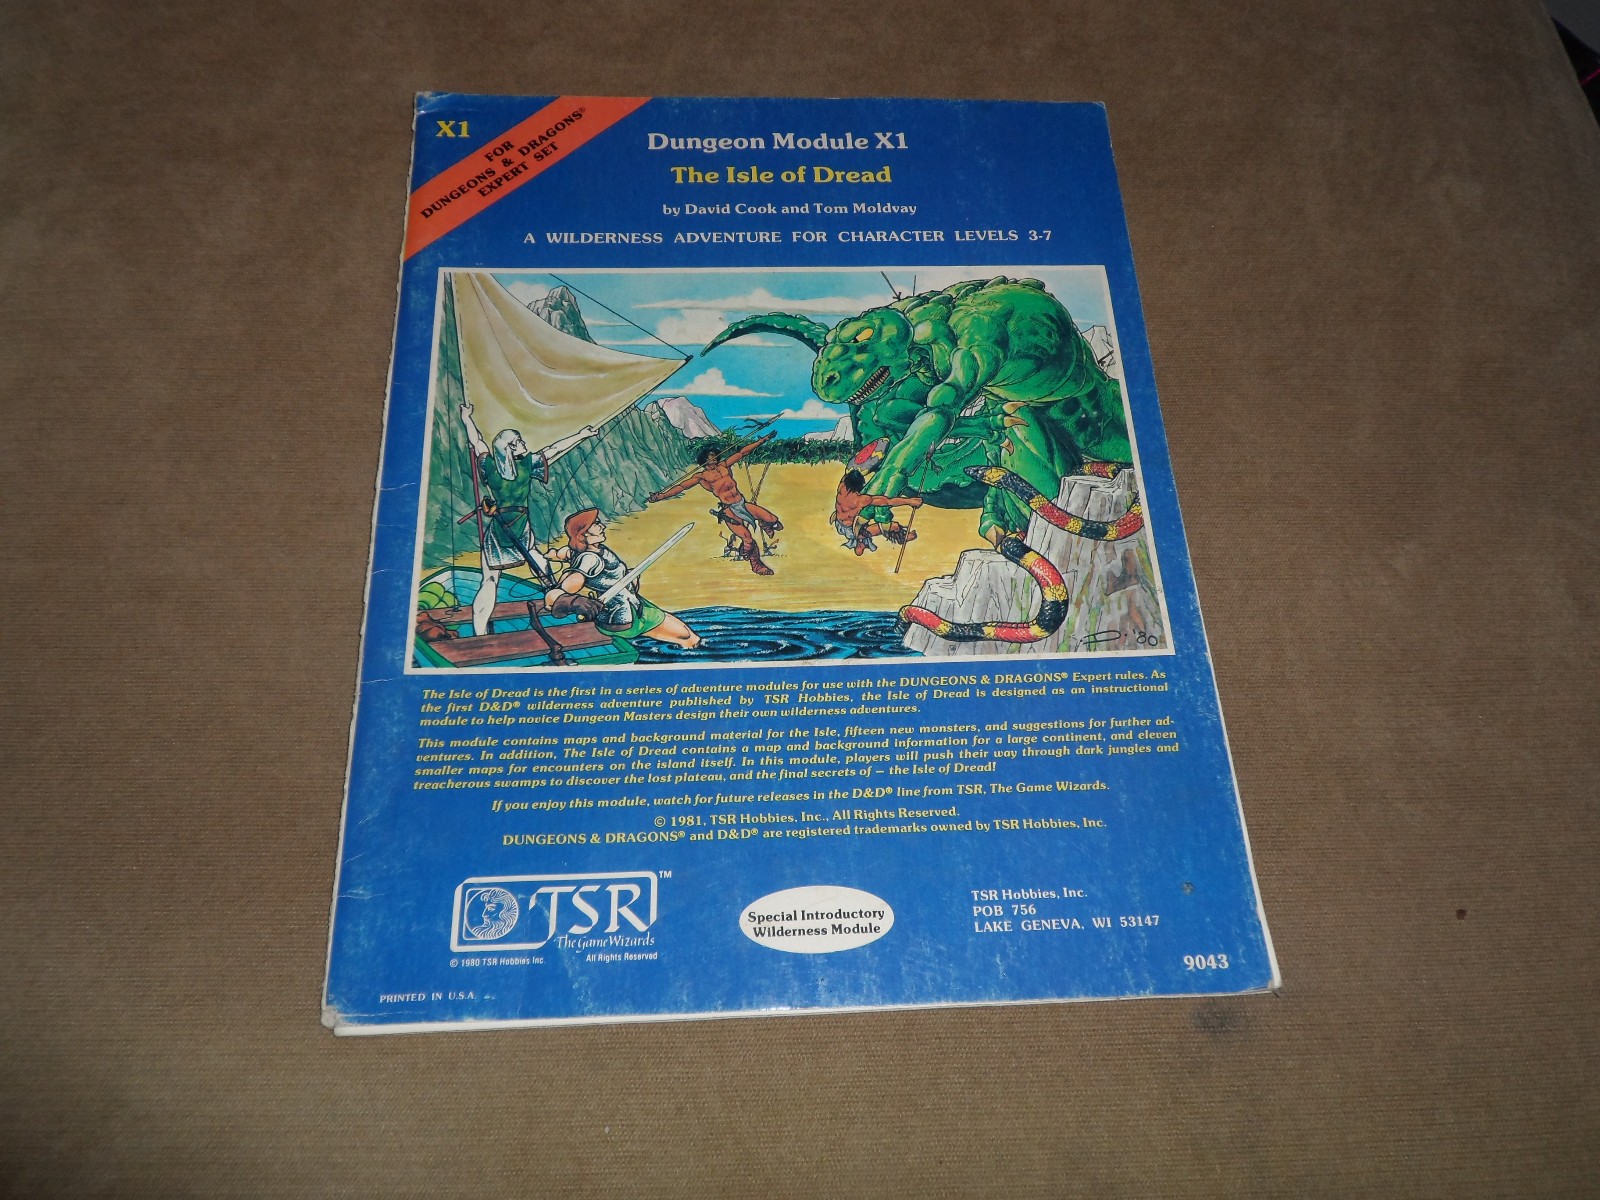 X1
FOR
DUNGEONS & DRAGONS®
EXPERT SET
Dungeon Module X1
The Isle of Dread
by David Cook and Tom Moldvay
A WILDERNESS ADVENTURE FOR CHARACTER LEVELS 3-7
D. '80
The Isle of Dread is the first in a series of adventure modules for use with the DUNGEONS & DRAGONS® Expert rules. As
the first D&D® wilderness adventure published by TSR Hobbies, the Isle of Dread is designed as an instructional
module to help novice Dungeon Masters design their own wilderness adventures.
This module contains maps and background material for the Isle, fifteen new monsters, and suggestions for further ad-
ventures. In addition, The Isle of Dread contains a map and background information for a large continent, and eleven
smaller maps for encounters on the island itself. In this module, players will push their way through dark jungles and
treacherous swamps to discover the lost plateau, and the final secrets of — the Isle of Dread!
If you enjoy this module, watch for future releases in the D&D® line from TSR, The Game Wizards.
© 1981, TSR Hobbies, Inc., All Rights Reserved.
DUNGEONS & DRAGONS® and D&D® are registered trademarks owned by TSR Hobbies, Inc.
TSR™
The Game Wizards
© 1980 TSR Hobbies Inc. All Rights Reserved
Special Introductory
Wilderness Module
TSR Hobbies, Inc.
POB 756
LAKE GENEVA, WI 53147
9043
PRINTED IN U.S.A.